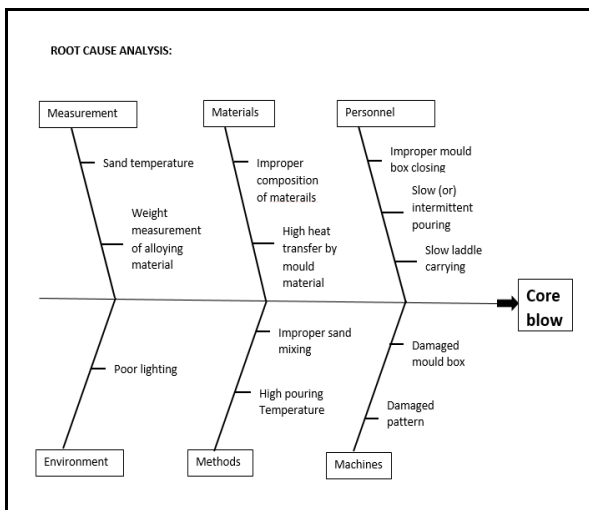 ROOT CAUSE ANALYSIS:
Measurement
Materials
Personnel
Sand temperature
Weight
measurement
of alloying
material
Improper
composition
of materails
High heat
transfer by
mould
material
Improper mould
box closing
Slow (or)
intermittent
pouring
Slow laddle
carrying
Core
blow
Poor lighting
Improper sand
mixing
High pouring
Temperature
Damaged
mould box
Damaged
pattern
Environment
Methods
Machines